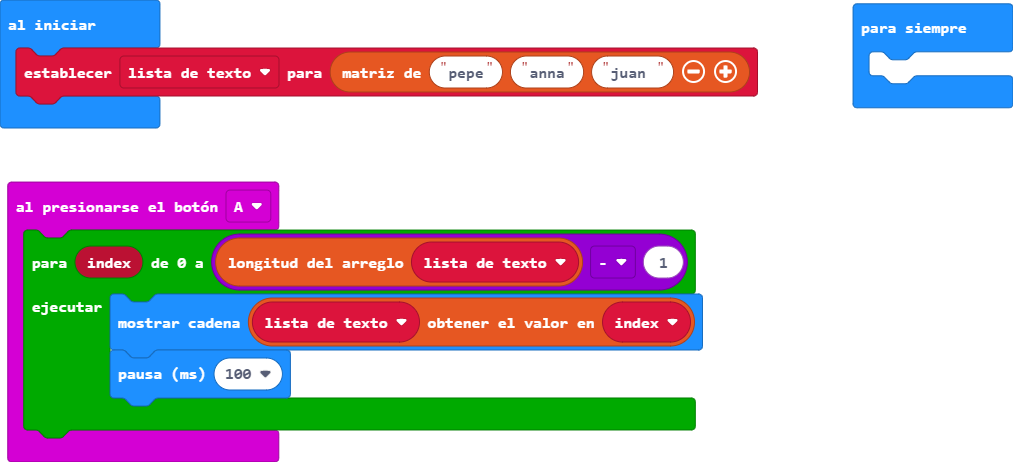 al iniciar
para siempre
establecer lista de texto para matriz de "pepe" "anna" "juan"
al presionarse el botón A
para index de 0 a longitud del arreglo lista de texto - 1
ejecutar
mostrar cadena lista de texto obtener el valor en index
pausa (ms) 100